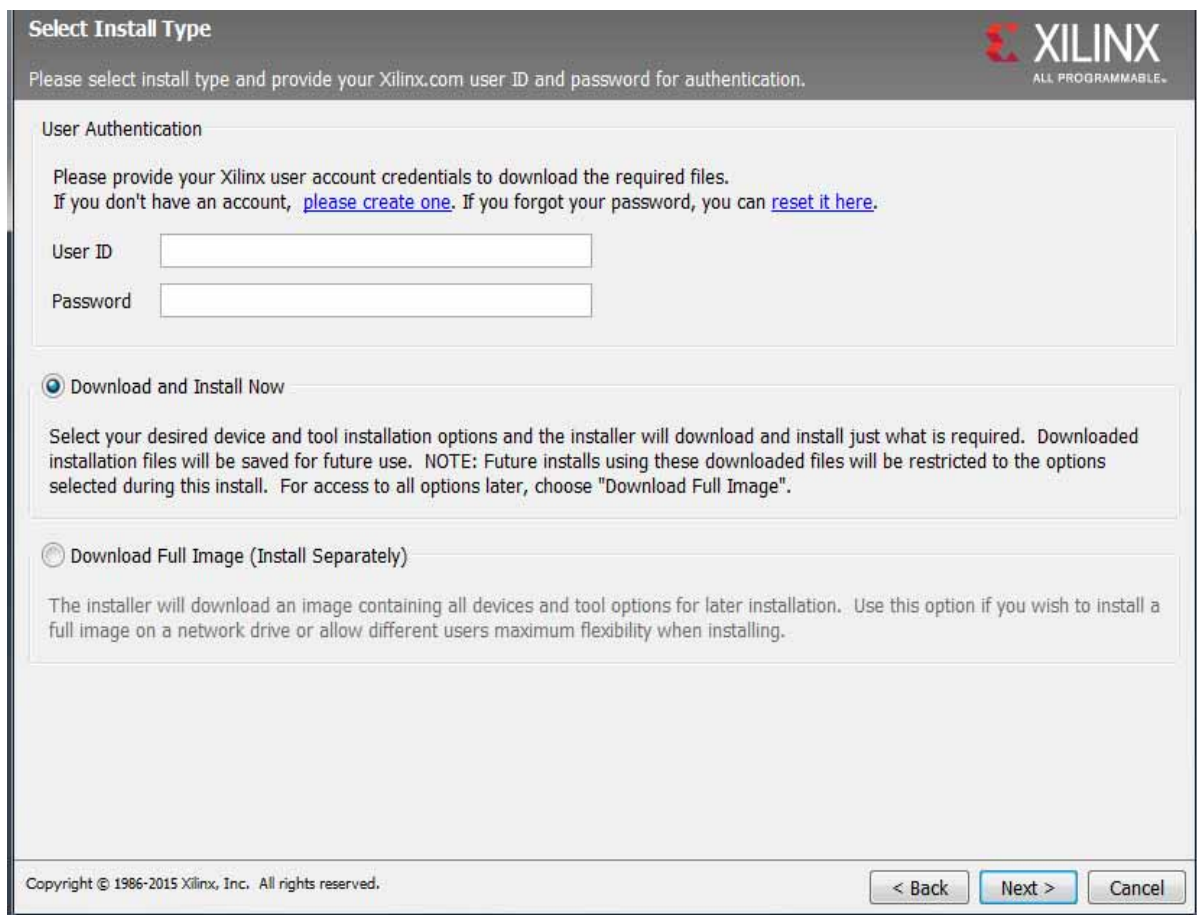 Select Install Type
XILINX
ALL PROGRAMMABLE™
Please select install type and provide your Xilinx.com user ID and password for authentication.
User Authentication
Please provide your Xilinx user account credentials to download the required files.
If you don't have an account, please create one. If you forgot your password, you can reset it here.
User ID
Password
Download and Install Now
Select your desired device and tool installation options and the installer will download and install just what is required. Downloaded
installation files will be saved for future use. NOTE: Future installs using these downloaded files will be restricted to the options
selected during this install. For access to all options later, choose "Download Full Image".
Download Full Image (Install Separately)
The installer will download an image containing all devices and tool options for later installation. Use this option if you wish to install a
full image on a network drive or allow different users maximum flexibility when installing.
Copyright © 1986-2015 Xilinx, Inc. All rights reserved.
< Back Next > Cancel